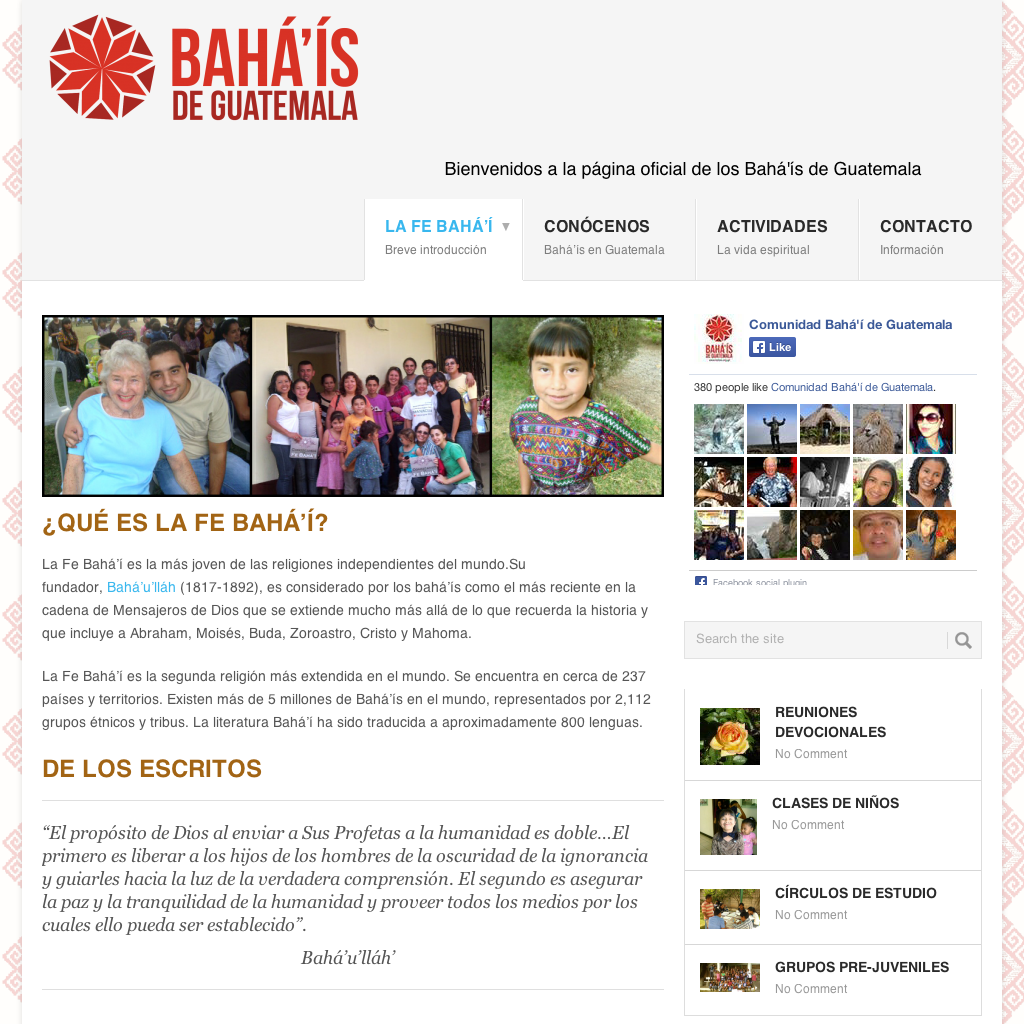 BAHÁ'ÍS
DE GUATEMALA
Bienvenidos a la página oficial de los Bahá'ís de Guatemala
LA FE BAHÁ'Í ▼
Breve introducción
CONÓCENOS
Bahá'ís en Guatemala
ACTIVIDADES
La vida espiritual
CONTACTO
Información
FE BAHÁ'Í
¿QUÉ ES LA FE BAHÁ'Í?
La Fe Bahá'í es la más joven de las religiones independientes del mundo.Su
fundador, Bahá'u'lláh (1817-1892), es considerado por los bahá'ís como el más reciente en la
cadena de Mensajeros de Dios que se extiende mucho más allá de lo que recuerda la historia y
que incluye a Abraham, Moisés, Buda, Zoroastro, Cristo y Mahoma.
La Fe Bahá'í es la segunda religión más extendida en el mundo. Se encuentra en cerca de 237
países y territorios. Existen más de 5 millones de Bahá'ís en el mundo, representados por 2,112
grupos étnicos y tribus. La literatura Bahá'í ha sido traducida a aproximadamente 800 lenguas.
DE LOS ESCRITOS
“El propósito de Dios al enviar a Sus Profetas a la humanidad es doble…El
primero es liberar a los hijos de los hombres de la oscuridad de la ignorancia
y guiarles hacia la luz de la verdadera comprensión. El segundo es asegurar
la paz y la tranquilidad de la humanidad y proveer todos los medios por los
cuales ello pueda ser establecido”.
Bahá'u'lláh'
BAHÁ'ÍS
DE GUATEMALA
Comunidad Bahá'í de Guatemala
Like
380 people like Comunidad Bahá'í de Guatemala.
Facebook social plugin
Search the site
REUNIONES
DEVOCIONALES
No Comment
CLASES DE NIÑOS
No Comment
CÍRCULOS DE ESTUDIO
No Comment
GRUPOS PRE-JUVENILES
No Comment